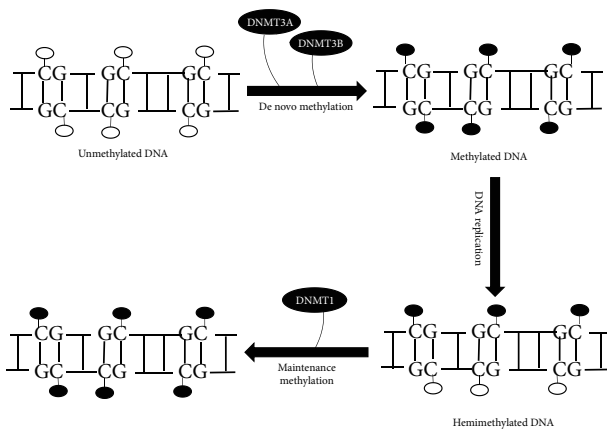 DNMT3A
DNMT3B
CG GC GC
GC CG CG
De novo methylation
Unmethylated DNA
CG GC GC
GC CG CG
Methylated DNA
DNA replication
DNMT1
CG GC GC
GC CG CG
Maintenance
methylation
CG GC GC
GC CG CG
Hemimethylated DNA